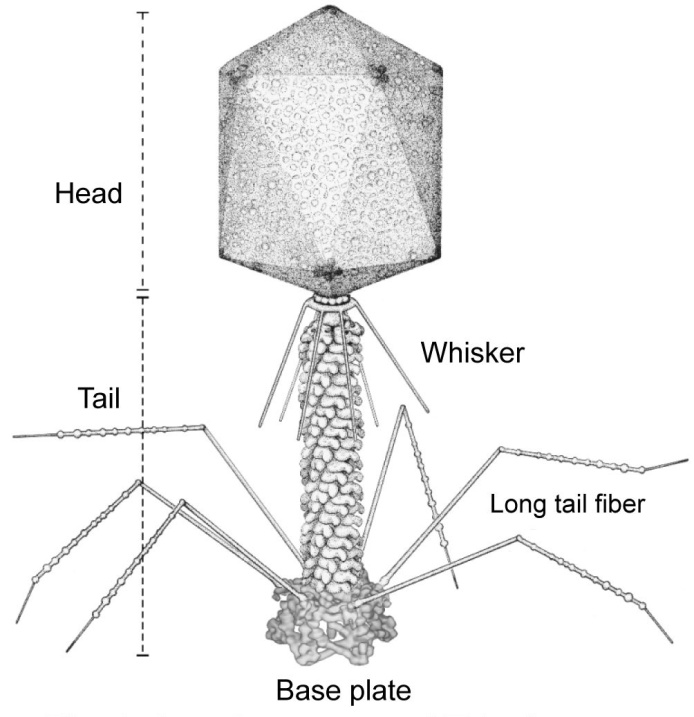 Head
Whisker
Tail
Long tail fiber
Base plate